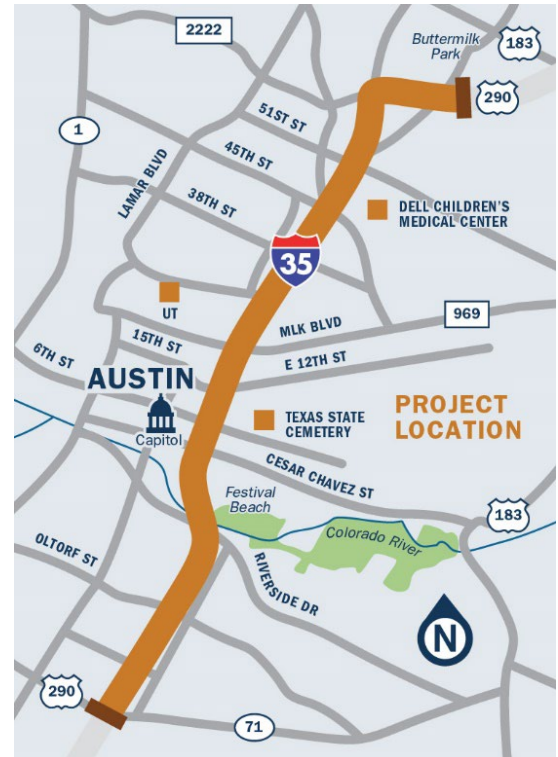 2222
Buttermilk
Park
183
290
1
51ST ST
45TH ST
LAMAR BLVD
38TH ST
DELL CHILDREN'S
MEDICAL CENTER
35
UT
MLK BLVD
969
15TH ST
6TH ST
E 12TH ST
AUSTIN
Capitol
TEXAS STATE
CEMETERY
PROJECT
LOCATION
CESAR CHAVEZ ST
Festival
Beach
183
Colorado River
OLTORF ST
RIVERSIDE DR
N
290
71